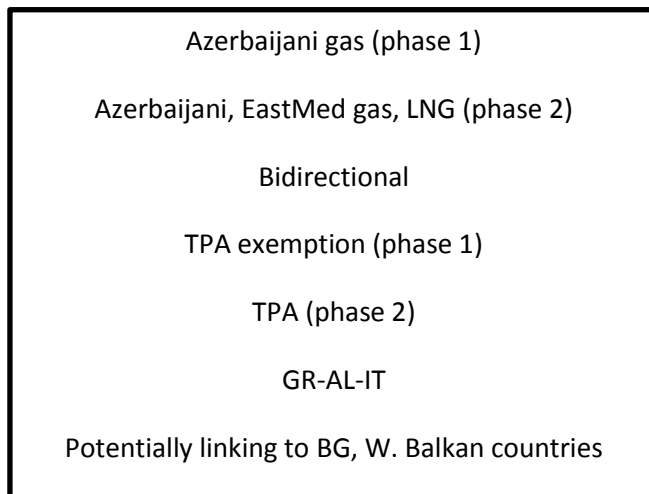 Azerbaijani gas (phase 1)
Azerbaijani, EastMed gas, LNG (phase 2)
Bidirectional
TPA exemption (phase 1)
TPA (phase 2)
GR-AL-IT
Potentially linking to BG, W. Balkan countries